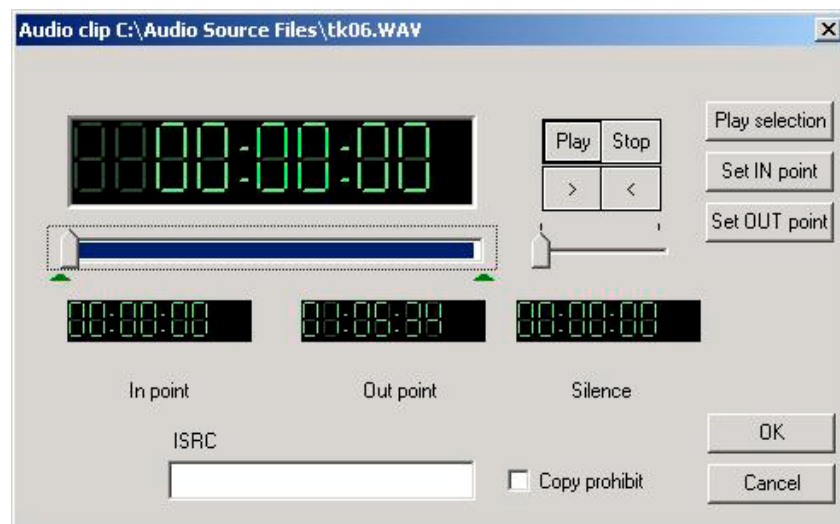 Audio clip C:\Audio Source Files\tk06.WAV
00:00:00
Play Stop
> <
Play selection
Set IN point
Set OUT point
00:00:00 01:06:34 00:00:00
In point Out point Silence
ISRC
Copy prohibit
OK
Cancel